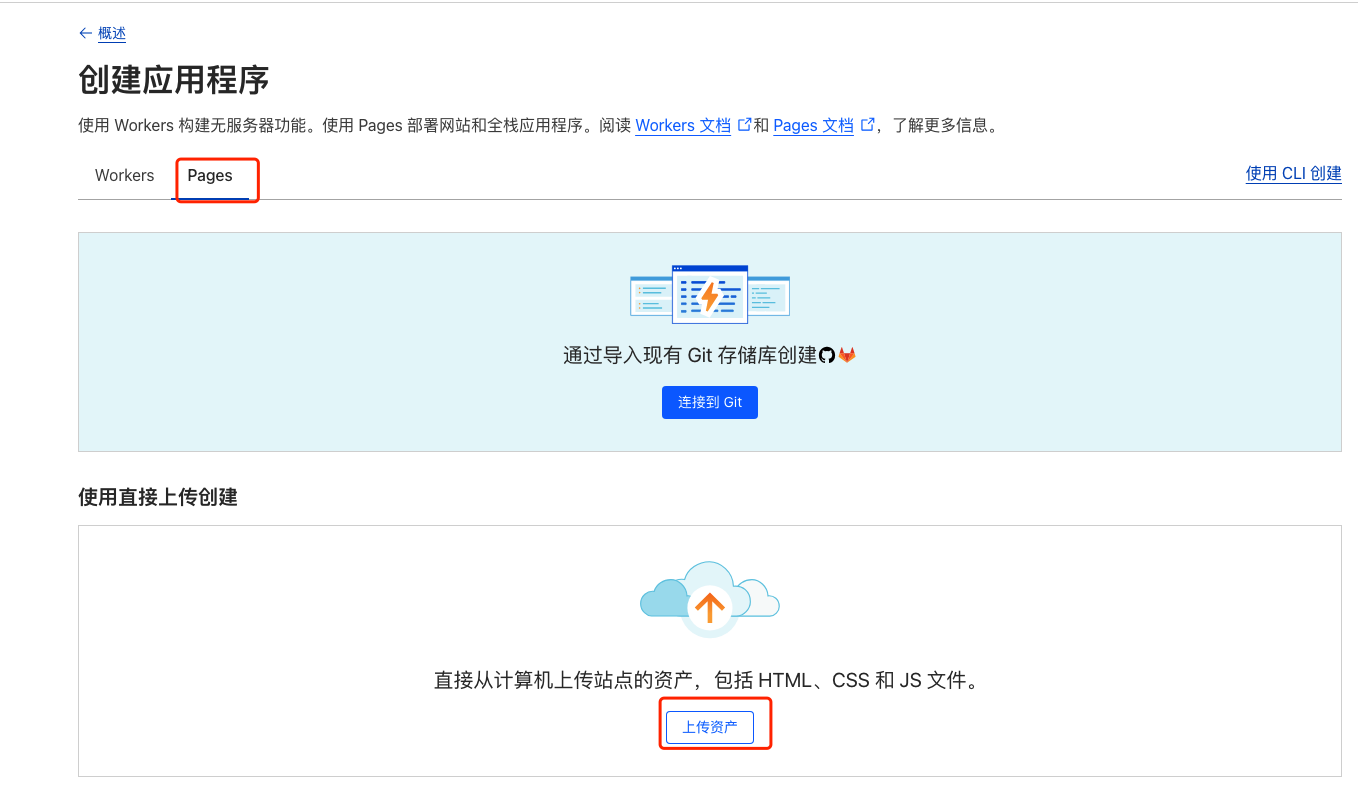 ← 概述
创建应用程序
使用 Workers 构建无服务器功能。使用 Pages 部署网站和全栈应用程序。阅读 Workers 文档 和 Pages 文档，了解更多信息。
Workers Pages 使用 CLI 创建
通过导入现有 Git 存储库创建
连接到 Git
使用直接上传创建
直接从计算机上传站点的资产，包括 HTML、CSS 和 JS 文件。
上传资产